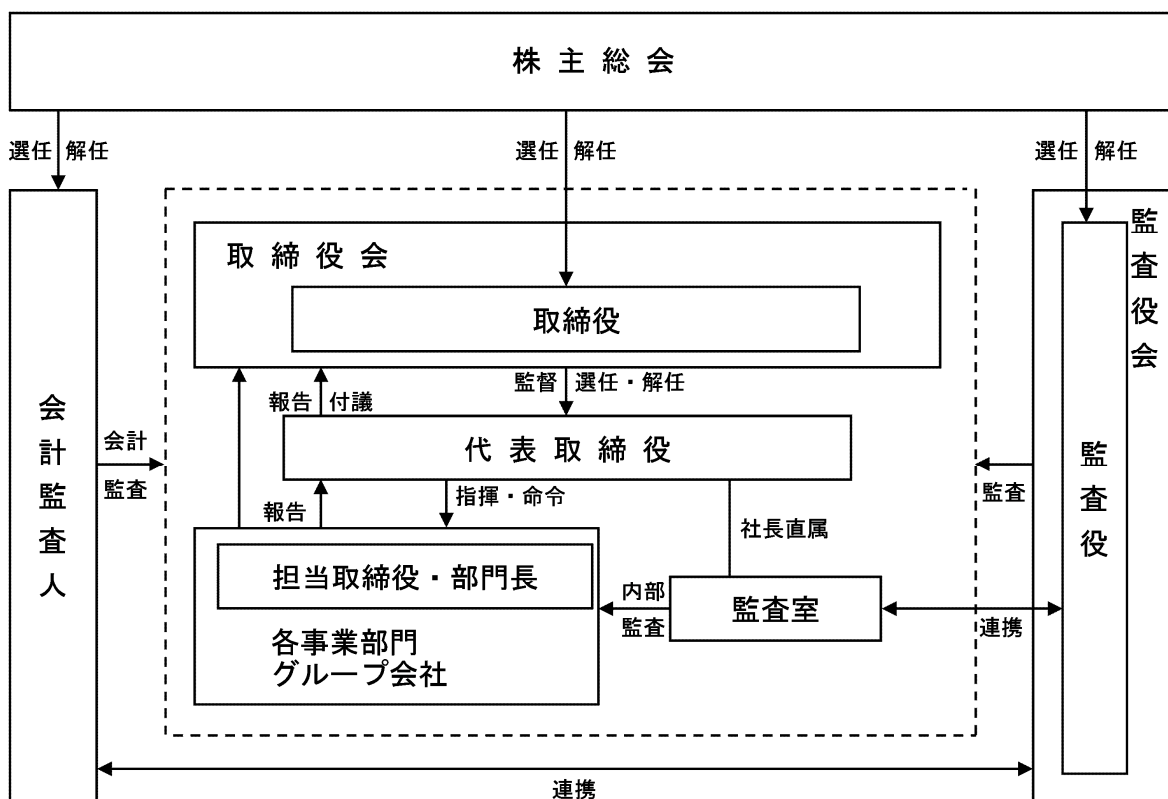 株主総会
選任 解任
選任 解任
選任 解任
取締役会
取締役
監査役会
監査役
会計監査人
報告 付議
監督 選任・解任
代表取締役
会計
監査
監査
報告
指揮・命令
社長直属
担当取締役・部門長
各事業部門
グループ会社
内部
監査
監査室
連携
連携